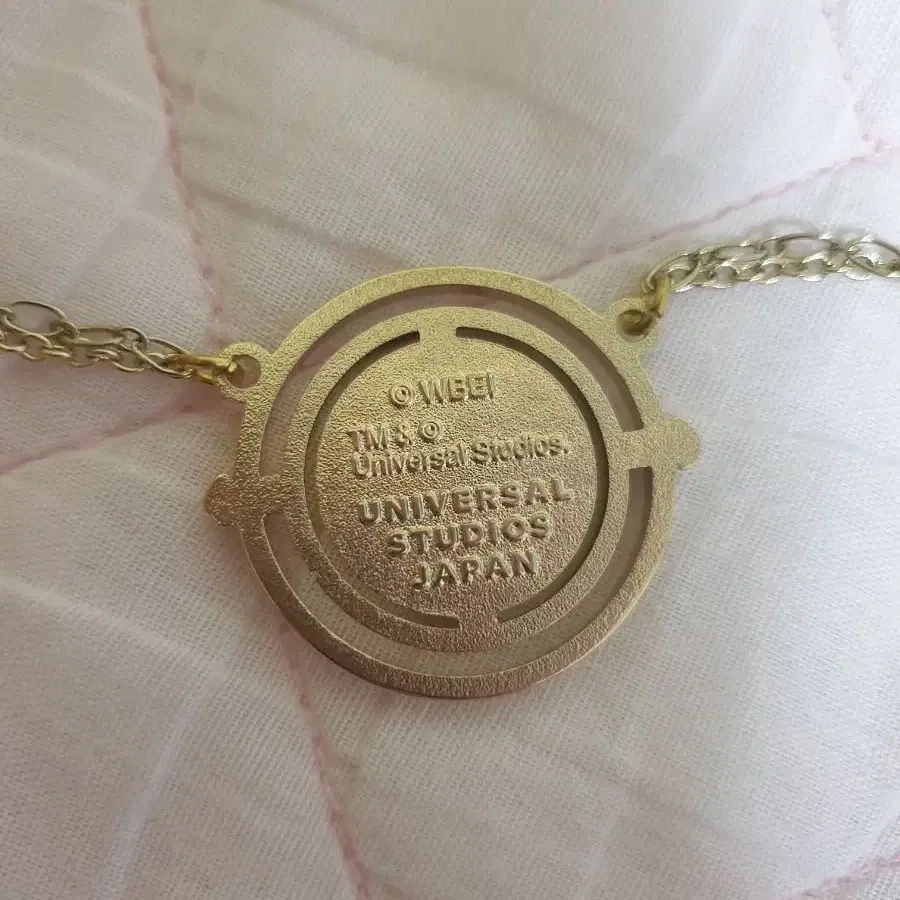 © WBEI
TM & ©
Universal Studios.
UNIVERSAL
STUDIOS
JAPAN